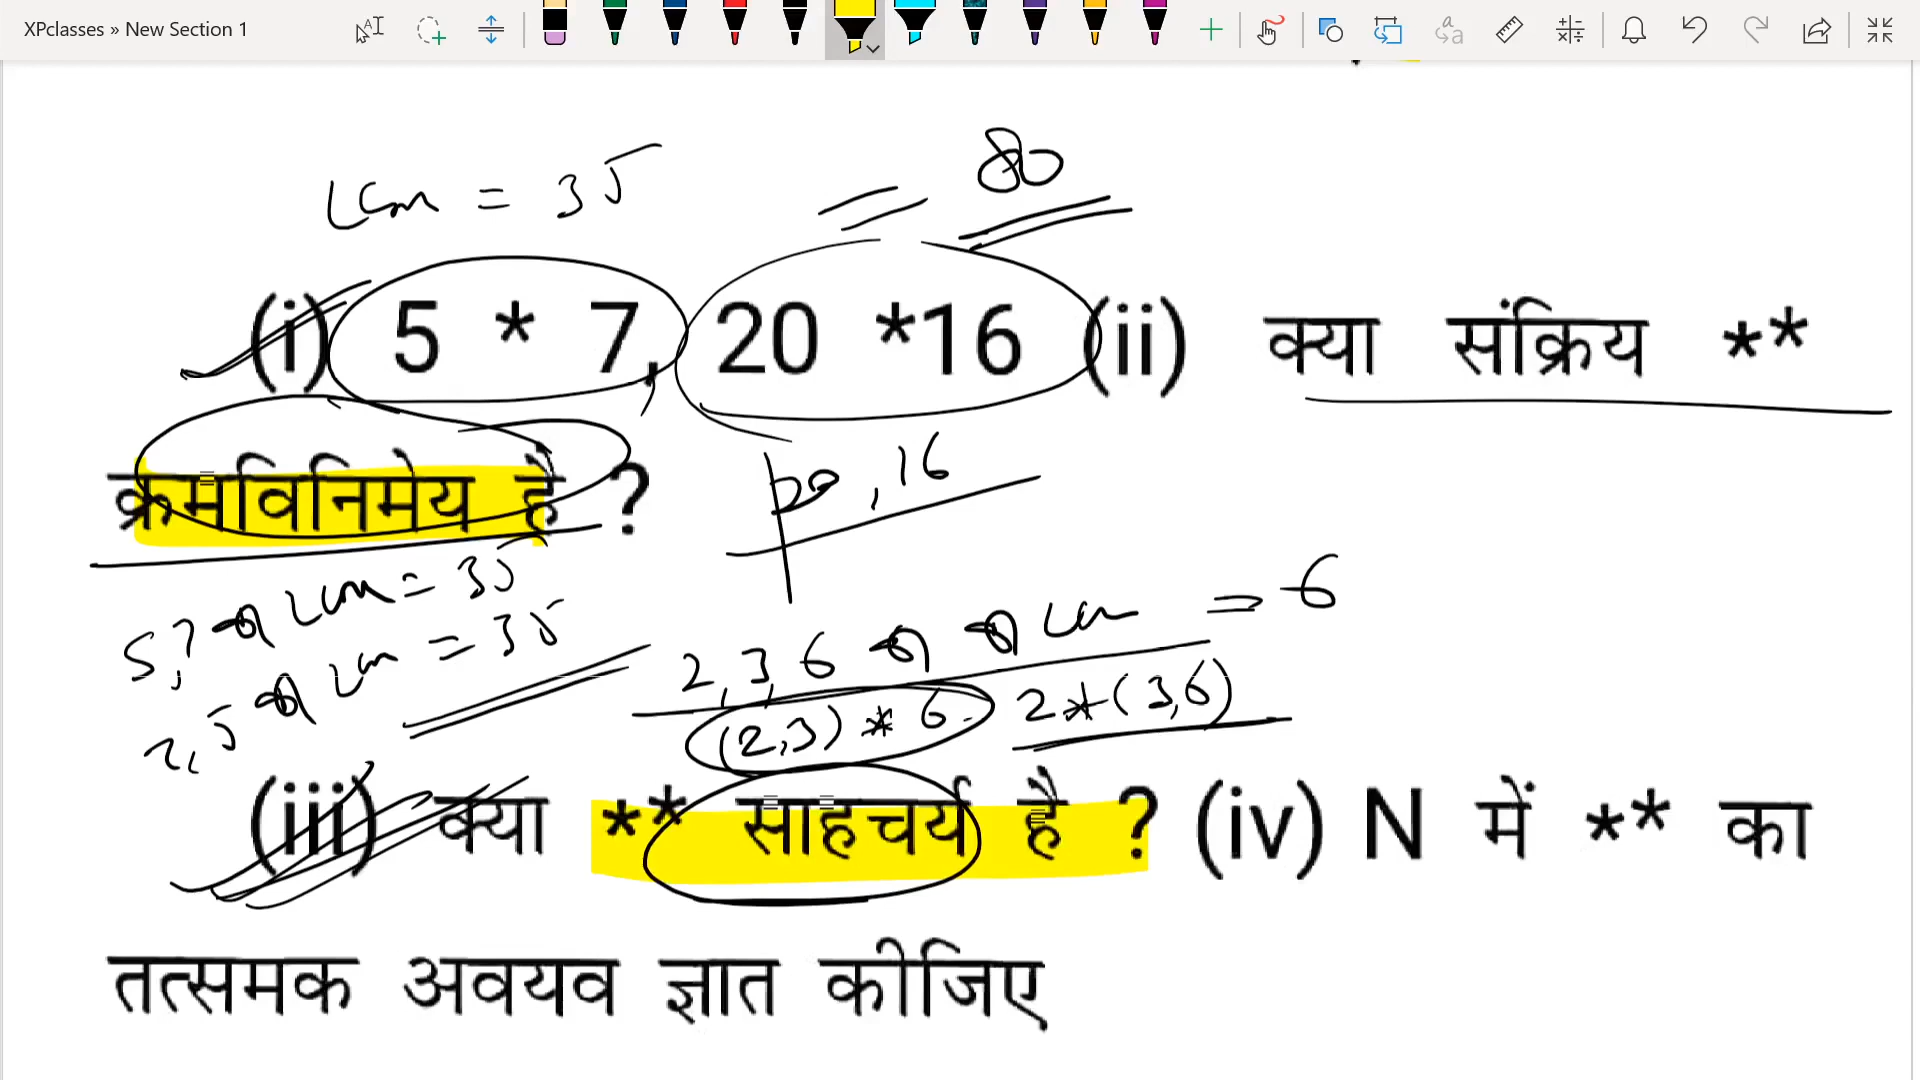 XPclasses » New Section 1
Lcm = 35
= 80
(i) 5 * 7, 20 *16 (ii) क्या संक्रिय **
क्रमविनिमेय है ?
20, 16
5,7 का Lcm = 35
7,5 का Lcm = 35
2,3,6 का Lcm = 6
(2,3) * 6 2*(3,6)
(iii) क्या ** साहचर्य है ? (iv) N में ** का
तत्समक अवयव ज्ञात कीजिए